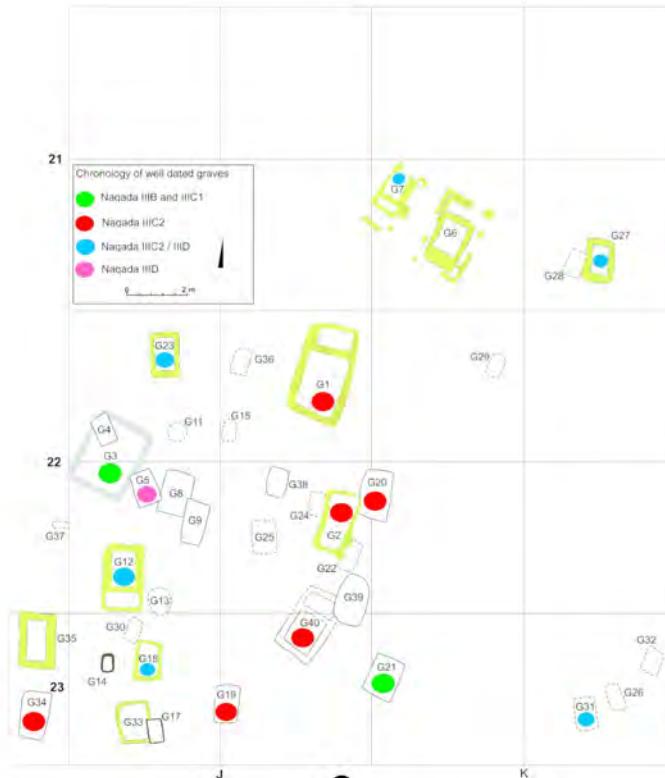 21
Chronology of well dated graves
Naqada IIIB and IIIC1
Naqada IIIC2
Naqada IIIC2 / IIID
Naqada IIID
0 2 m
G7
G6
G27
G28
G23
G36
G1
G29
G4
G11
G15
G3
22
G5
G8
G38
G20
G24
G9
G2
G37
G25
G22
G12
G13
G39
G30
G40
G35
G18
G32
G14
G21
23
G19
G26
G34
G33
G17
G31
J K